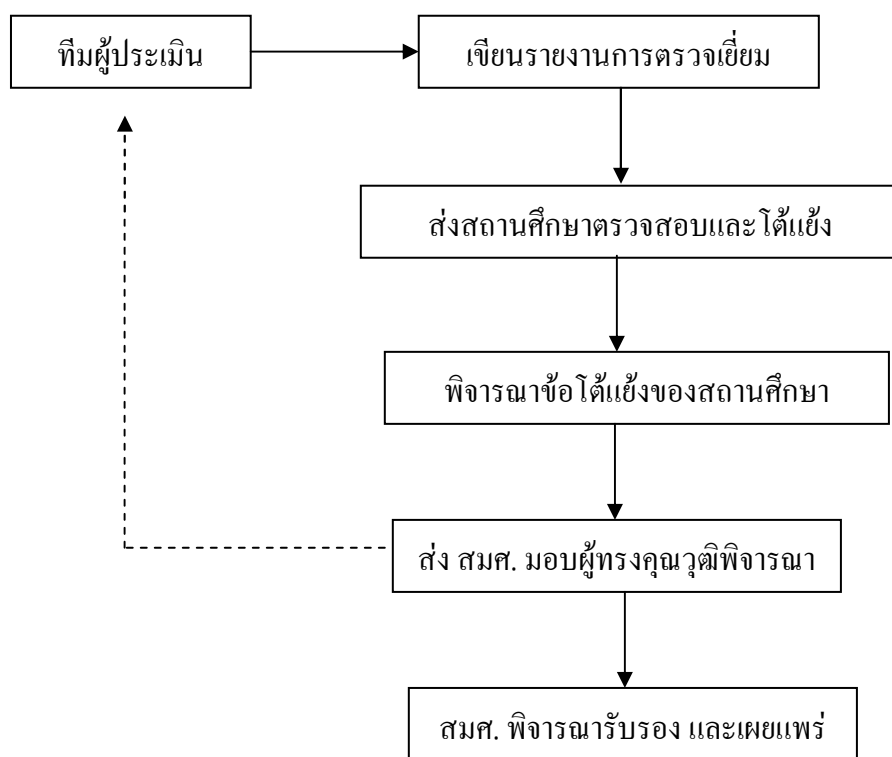 ทีมผู้ประเมิน
เขียนรายงานการตรวจเยี่ยม
ส่งสถานศึกษาตรวจสอบและโต้แย้ง
พิจารณาข้อโต้แย้งของสถานศึกษา
ส่ง สมศ. มอบผู้ทรงคุณวุฒิพิจารณา
สมศ. พิจารณารับรอง และเผยแพร่